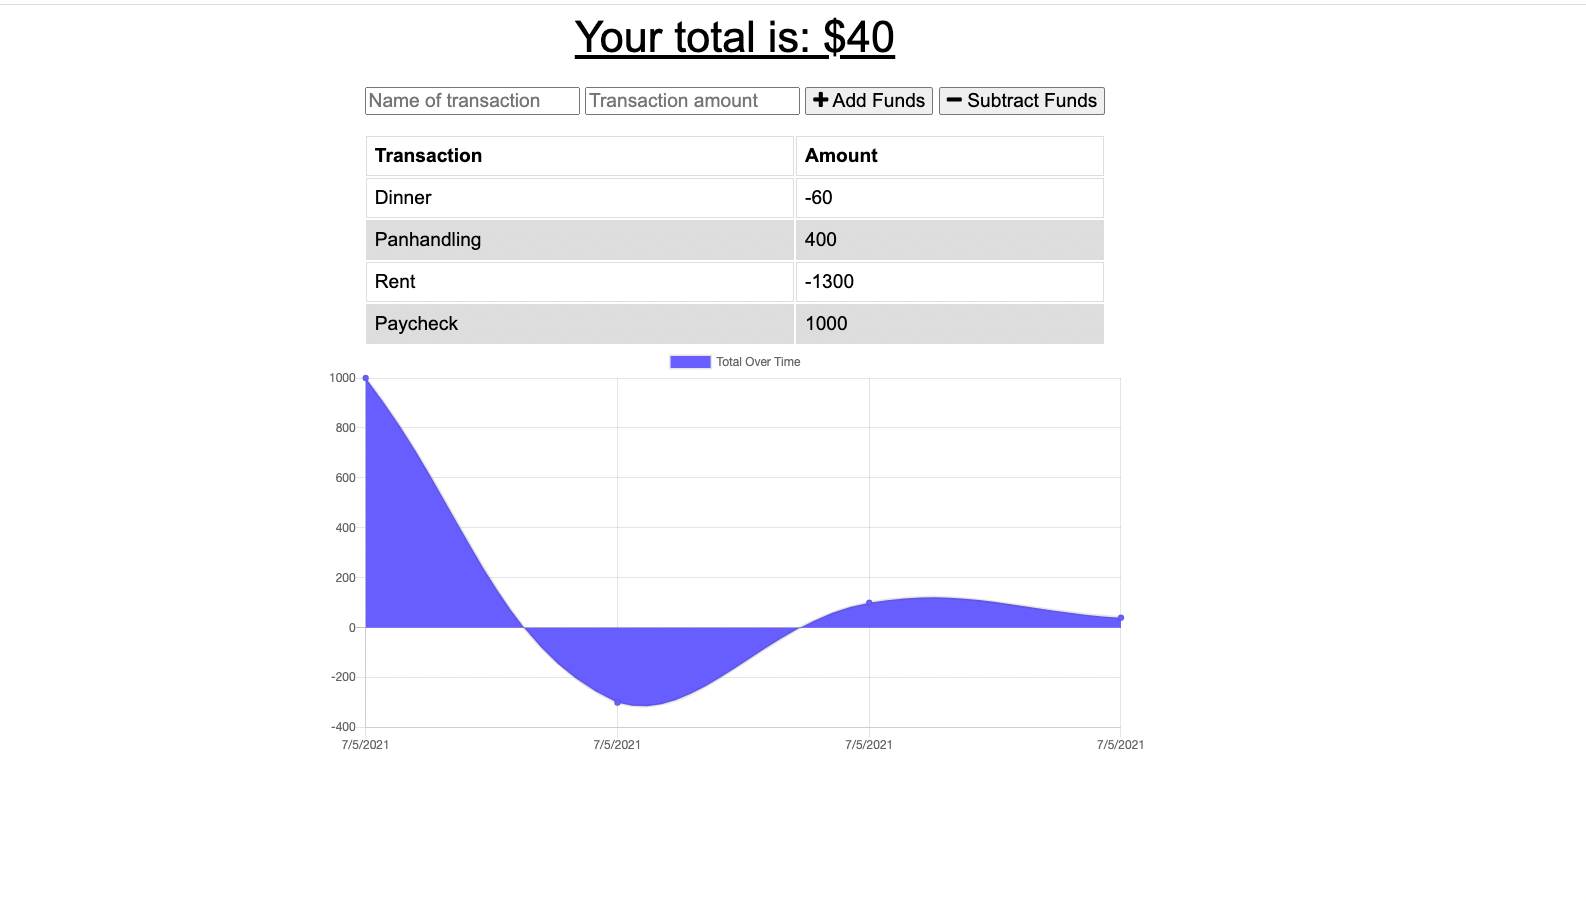 Your total is: $40
Name of transaction Transaction amount Add Funds Subtract Funds
Transaction Amount
Dinner -60
Panhandling 400
Rent -1300
Paycheck 1000
Total Over Time
1000
800
600
400
200
0
-200
-400
7/5/2021 7/5/2021 7/5/2021 7/5/2021